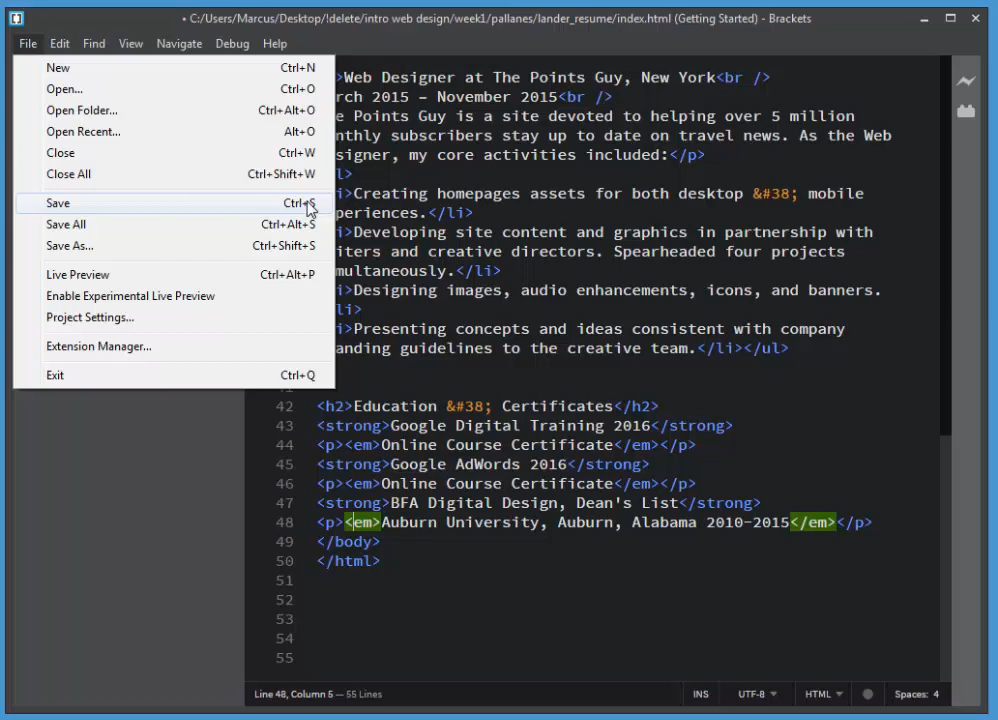 • C:/Users/Marcus/Desktop/!delete/intro web design/week1/pallanes/lander_resume/index.html (Getting Started) - Brackets
File Edit Find View Navigate Debug Help
New Ctrl+N
Open... Ctrl+O
Open Folder... Ctrl+Alt+O
Open Recent... Alt+O
Close Ctrl+W
Close All Ctrl+Shift+W
Save Ctrl+S
Save All Ctrl+Alt+S
Save As... Ctrl+Shift+S
Live Preview Ctrl+Alt+P
Enable Experimental Live Preview
Project Settings...
Extension Manager...
Exit Ctrl+Q
>Web Designer at The Points Guy, New York<br />
rch 2015 – November 2015<br />
e Points Guy is a site devoted to helping over 5 million
nthly subscribers stay up to date on travel news. As the Web
signer, my core activities included:</p>
l>
i>Creating homepages assets for both desktop &#38; mobile
periences.</li>
i>Developing site content and graphics in partnership with
iters and creative directors. Spearheaded four projects
multaneously.</li>
i>Designing images, audio enhancements, icons, and banners.
li>
i>Presenting concepts and ideas consistent with company
anding guidelines to the creative team.</li></ul>
42 <h2>Education &#38; Certificates</h2>
43 <strong>Google Digital Training 2016</strong>
44 <p><em>Online Course Certificate</em></p>
45 <strong>Google AdWords 2016</strong>
46 <p><em>Online Course Certificate</em></p>
47 <strong>BFA Digital Design, Dean's List</strong>
48 <p><em>Auburn University, Auburn, Alabama 2010-2015</em></p>
49 </body>
50 </html>
51
52
53
54
55
Line 48, Column 5 — 55 Lines INS UTF-8 HTML Spaces: 4